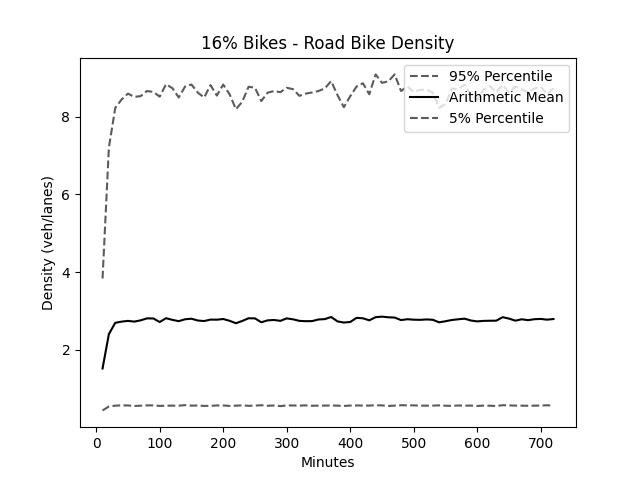 16% Bikes - Road Bike Density
95% Percentile
Arithmetic Mean
5% Percentile
Density (veh/lanes)
8
6
4
2
0 100 200 300 400 500 600 700
Minutes